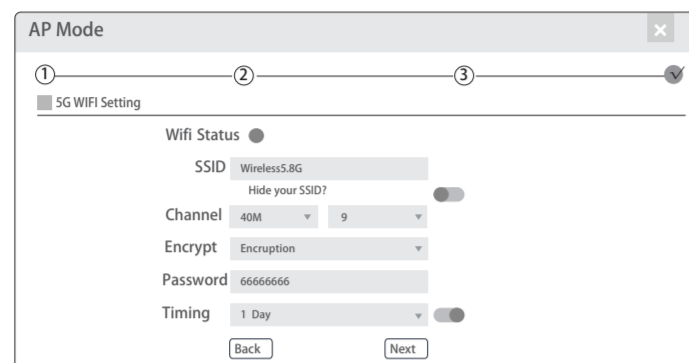 AP Mode
① ② ③
5G WIFI Setting
Wifi Status
SSID Wireless5.8G
Hide your SSID?
Channel 40M 9
Encrypt Encruption
Password 66666666
Timing 1 Day
Back Next